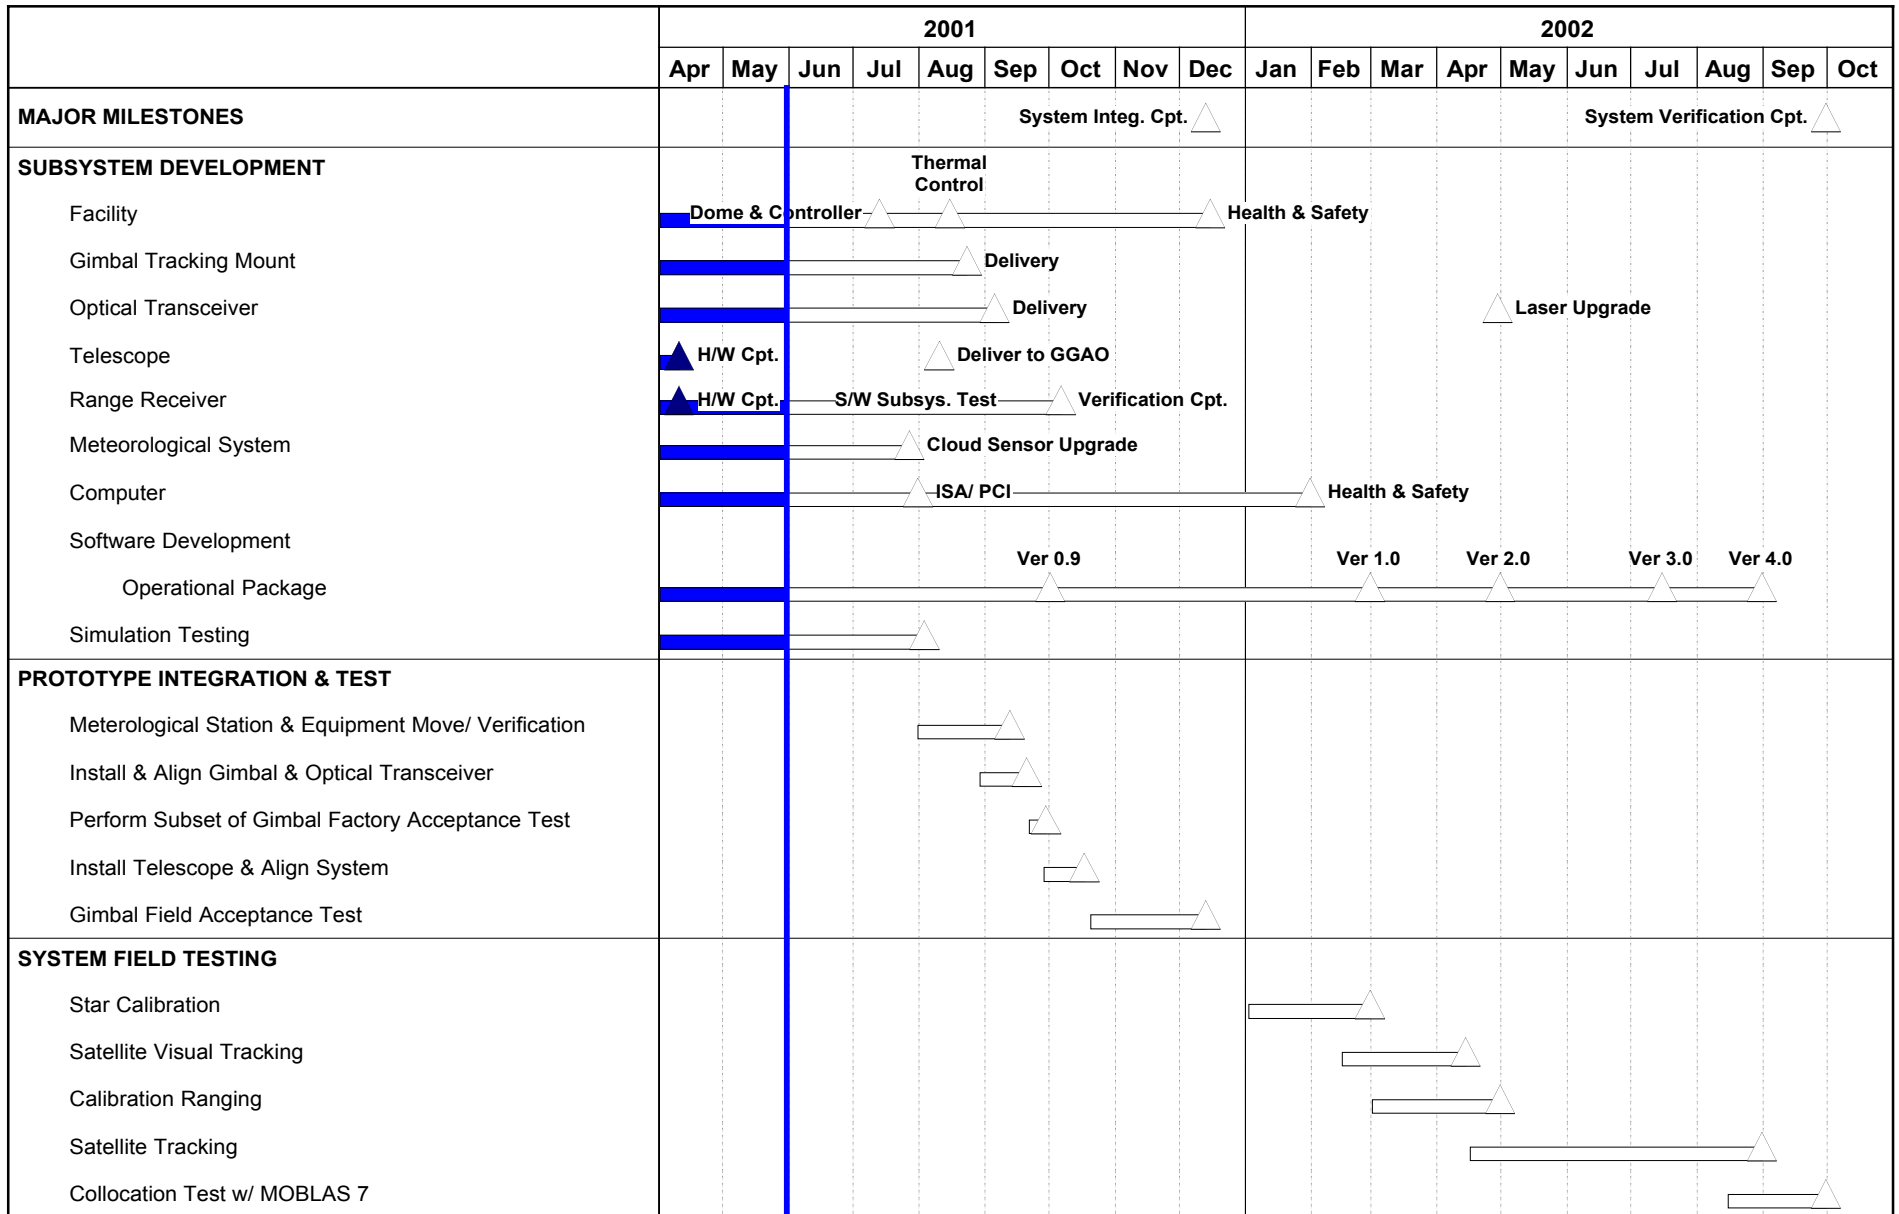 2001 2002
Apr May Jun Jul Aug Sep Oct Nov Dec Jan Feb Mar Apr May Jun Jul Aug Sep Oct
MAJOR MILESTONES System Integ. Cpt. System Verification Cpt.
SUBSYSTEM DEVELOPMENT
Thermal
Control
Facility Dome & Controller Health & Safety
Gimbal Tracking Mount Delivery
Optical Transceiver Delivery Laser Upgrade
Telescope H/W Cpt. Deliver to GGAO
Range Receiver H/W Cpt. S/W Subsys. Test Verification Cpt.
Meteorological System Cloud Sensor Upgrade
Computer ISA/ PCI Health & Safety
Software Development
Ver 0.9 Ver 1.0 Ver 2.0 Ver 3.0 Ver 4.0
Operational Package
Simulation Testing
PROTOTYPE INTEGRATION & TEST
Meterological Station & Equipment Move/ Verification
Install & Align Gimbal & Optical Transceiver
Perform Subset of Gimbal Factory Acceptance Test
Install Telescope & Align System
Gimbal Field Acceptance Test
SYSTEM FIELD TESTING
Star Calibration
Satellite Visual Tracking
Calibration Ranging
Satellite Tracking
Collocation Test w/ MOBLAS 7